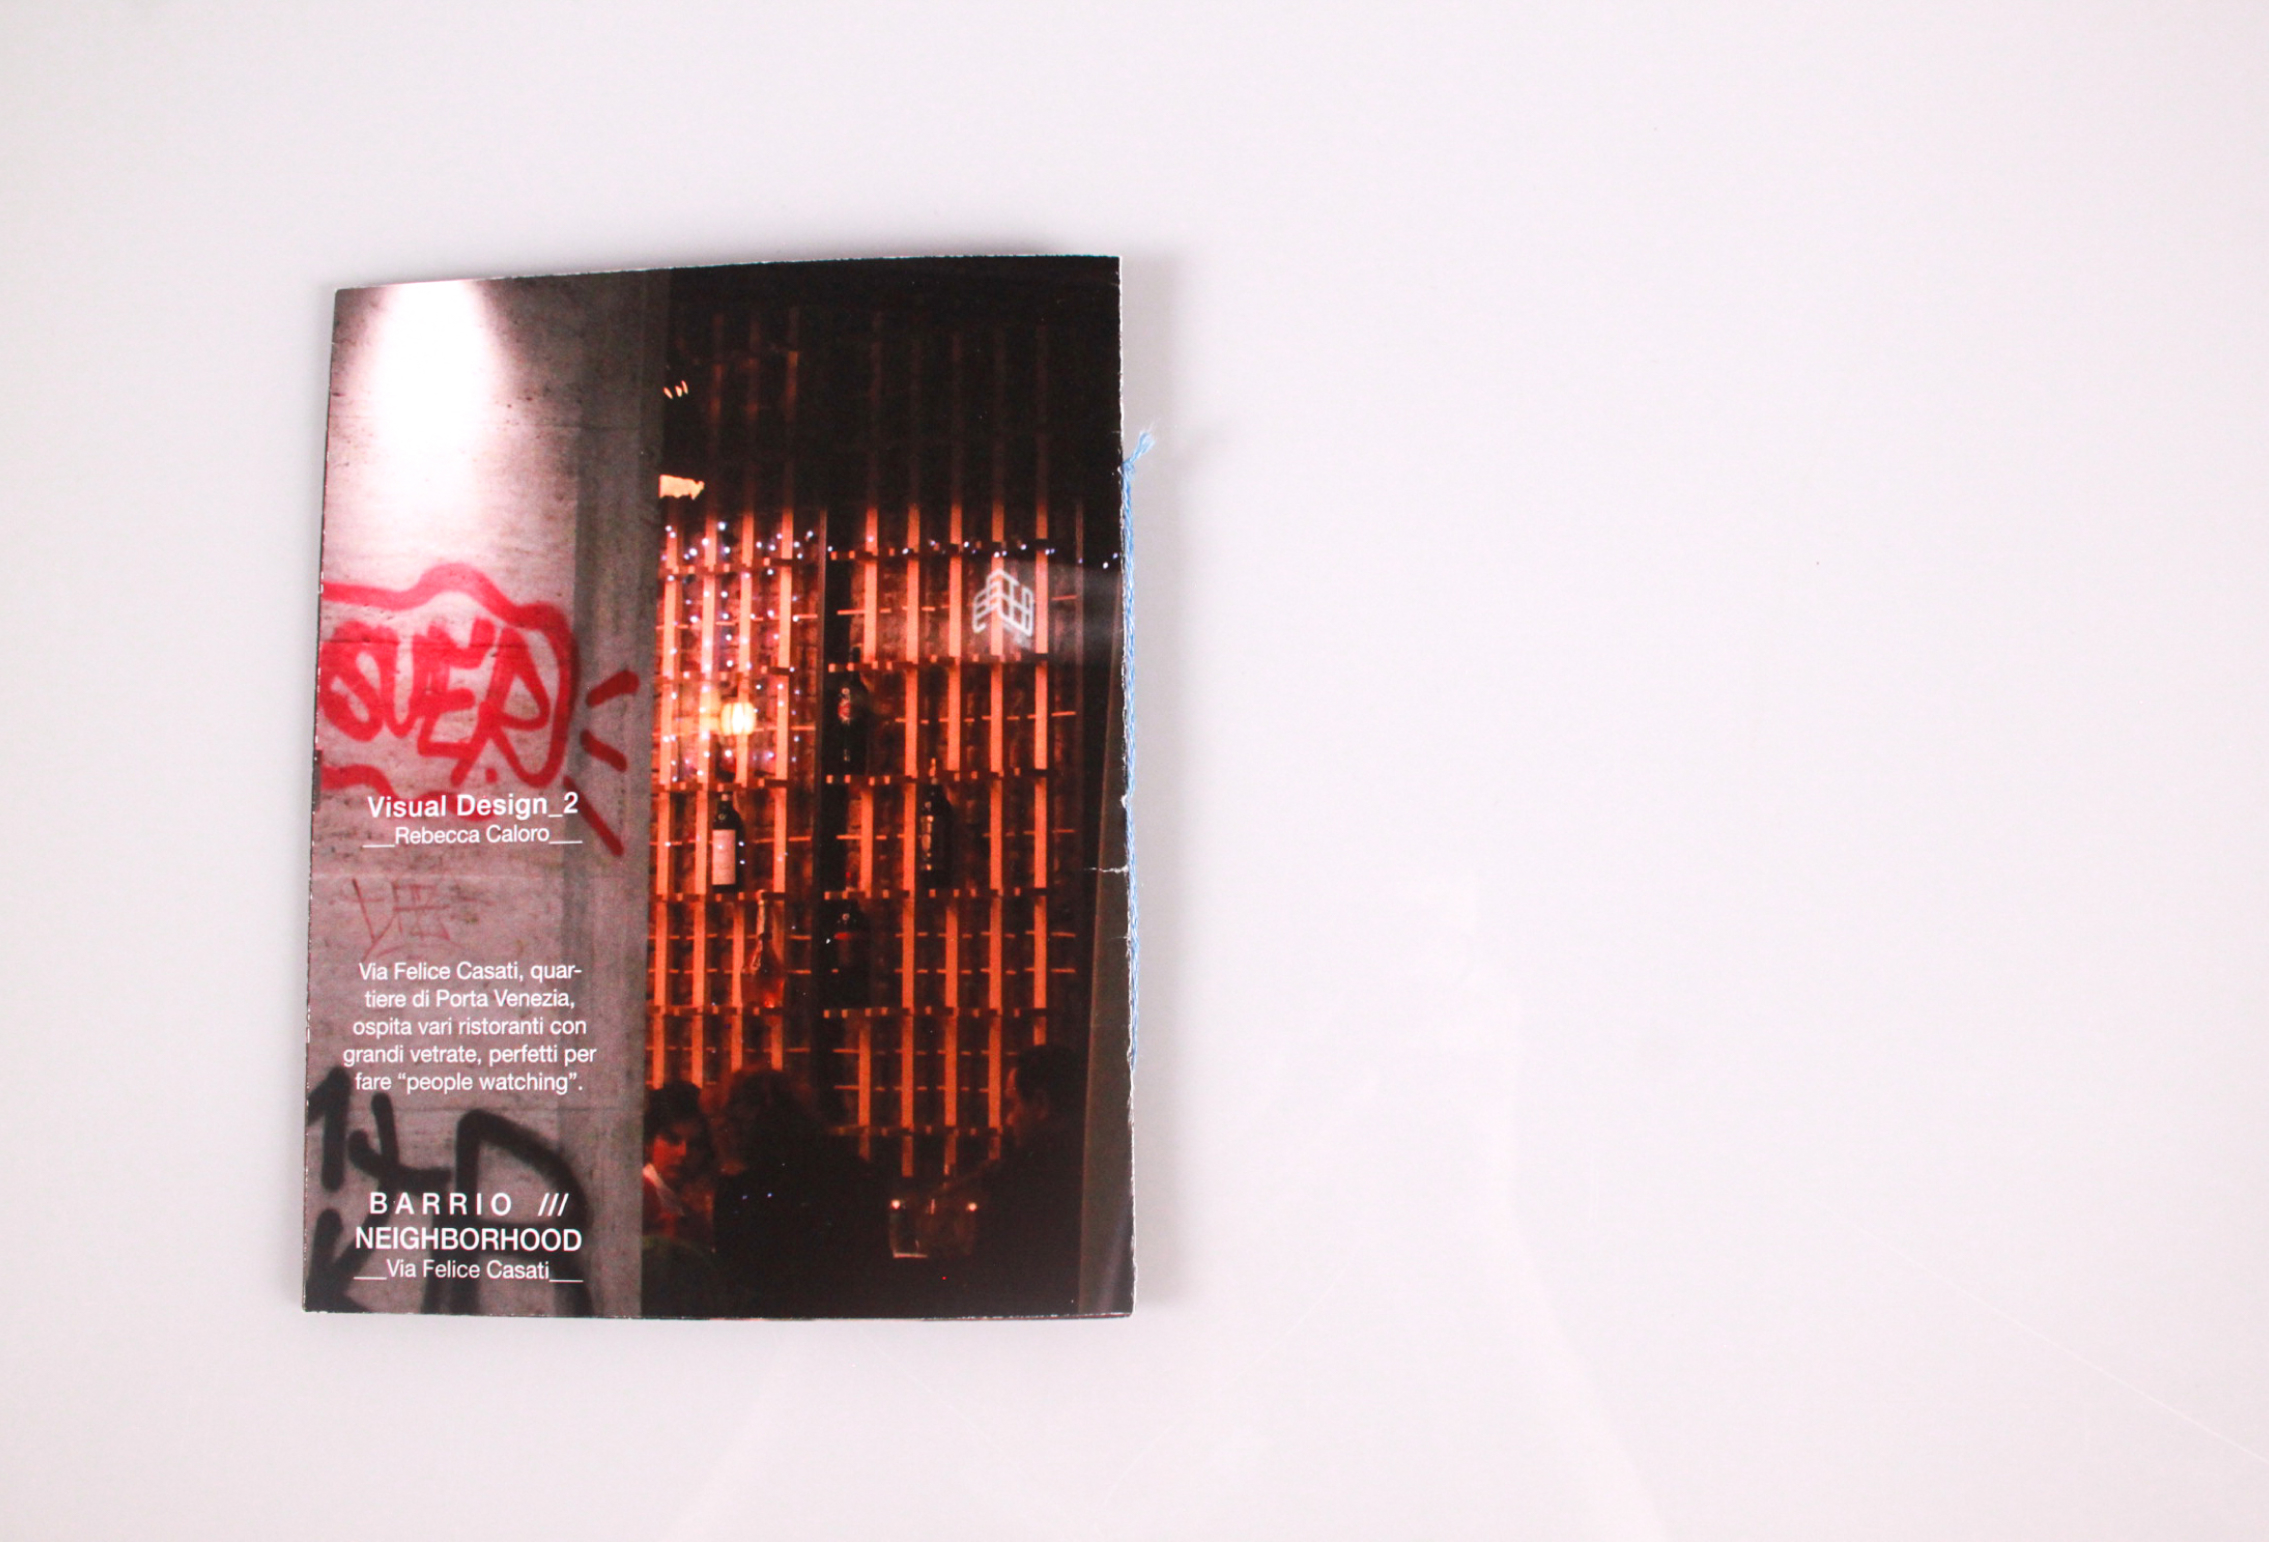 SUER
Visual Design_2
___Rebecca Caloro___
Via Felice Casati, quar-
tiere di Porta Venezia,
ospita vari ristoranti con
grandi vetrate, perfetti per
fare “people watching”.
BARRIO ///
NEIGHBORHOOD
___Via Felice Casati___